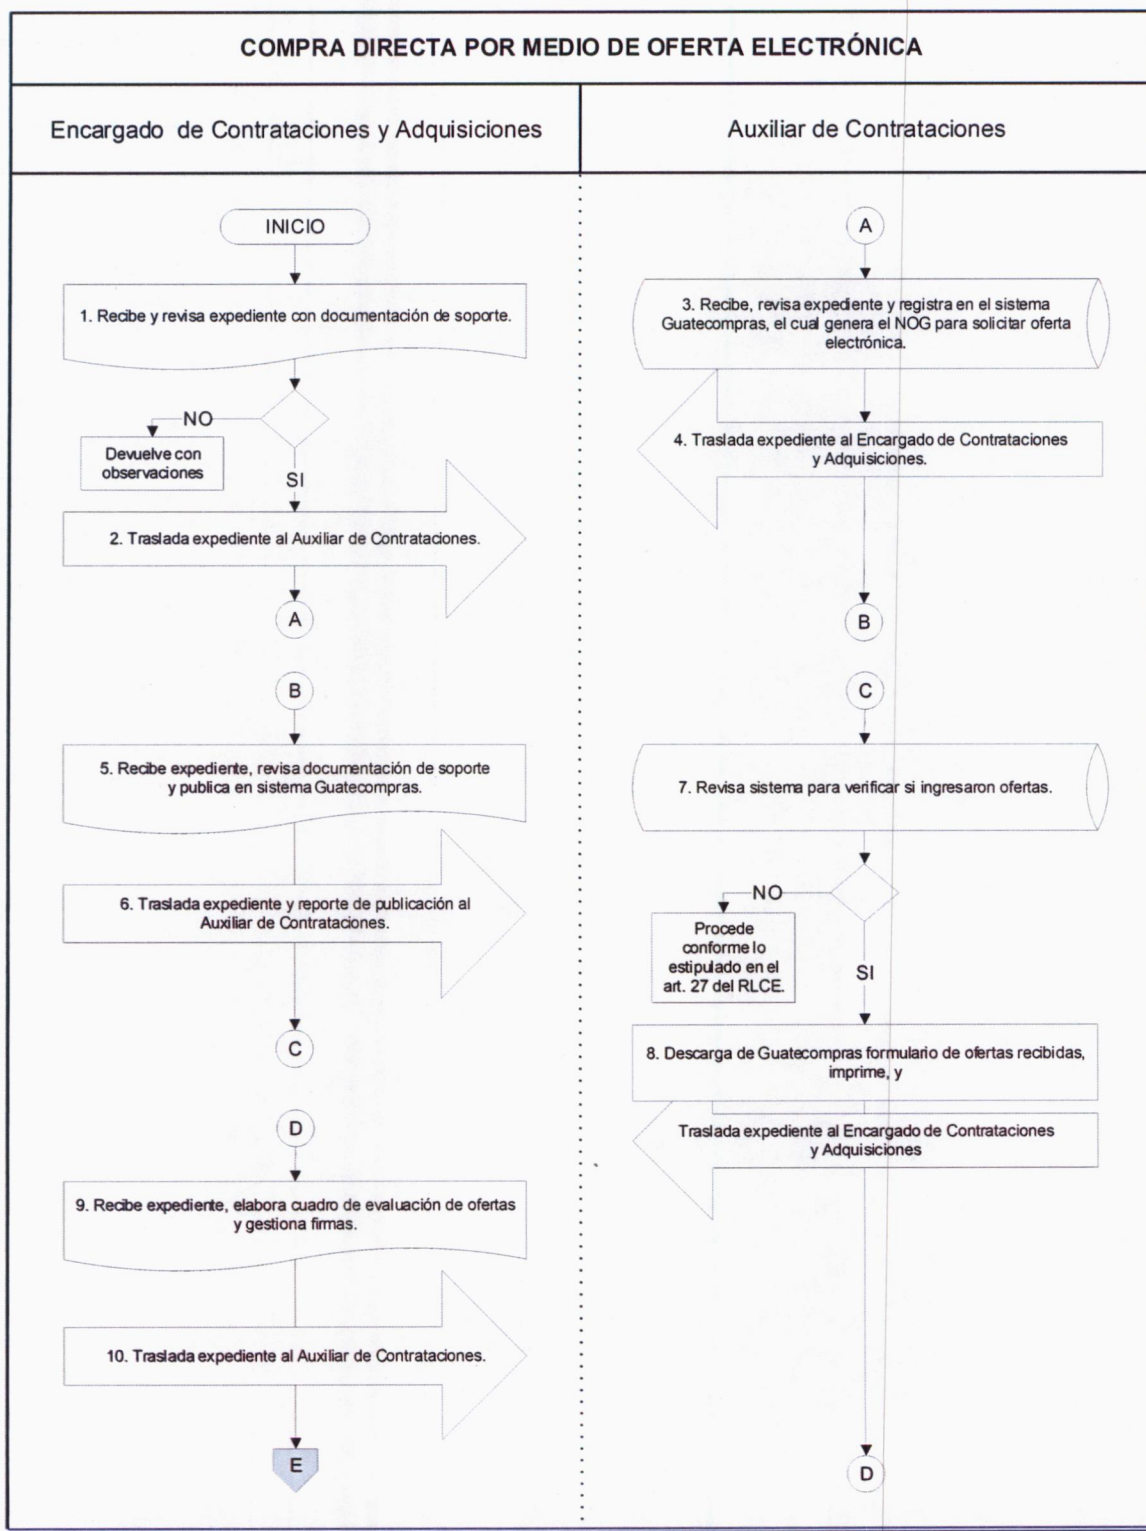 COMPRA DIRECTA POR MEDIO DE OFERTA ELECTRÓNICA
Encargado de Contrataciones y Adquisiciones
Auxiliar de Contrataciones
INICIO
1. Recibe y revisa expediente con documentación de soporte.
NO
Devuelve con
observaciones
SI
2. Traslada expediente al Auxiliar de Contrataciones.
A
A
3. Recibe, revisa expediente y registra en el sistema
Guatecompras, el cual genera el NOG para solicitar oferta
electrónica.
4. Traslada expediente al Encargado de Contrataciones
y Adquisiciones.
B
B
5. Recibe expediente, revisa documentación de soporte
y publica en sistema Guatecompras.
6. Traslada expediente y reporte de publicación al
Auxiliar de Contrataciones.
C
C
7. Revisa sistema para verificar si ingresaron ofertas.
NO
Procede
conforme lo
estipulado en el
art. 27 del RLCE.
SI
8. Descarga de Guatecompras formulario de ofertas recibidas,
imprime, y
Traslada expediente al Encargado de Contrataciones
y Adquisiciones
D
D
9. Recibe expediente, elabora cuadro de evaluación de ofertas
y gestiona firmas.
10. Traslada expediente al Auxiliar de Contrataciones.
E